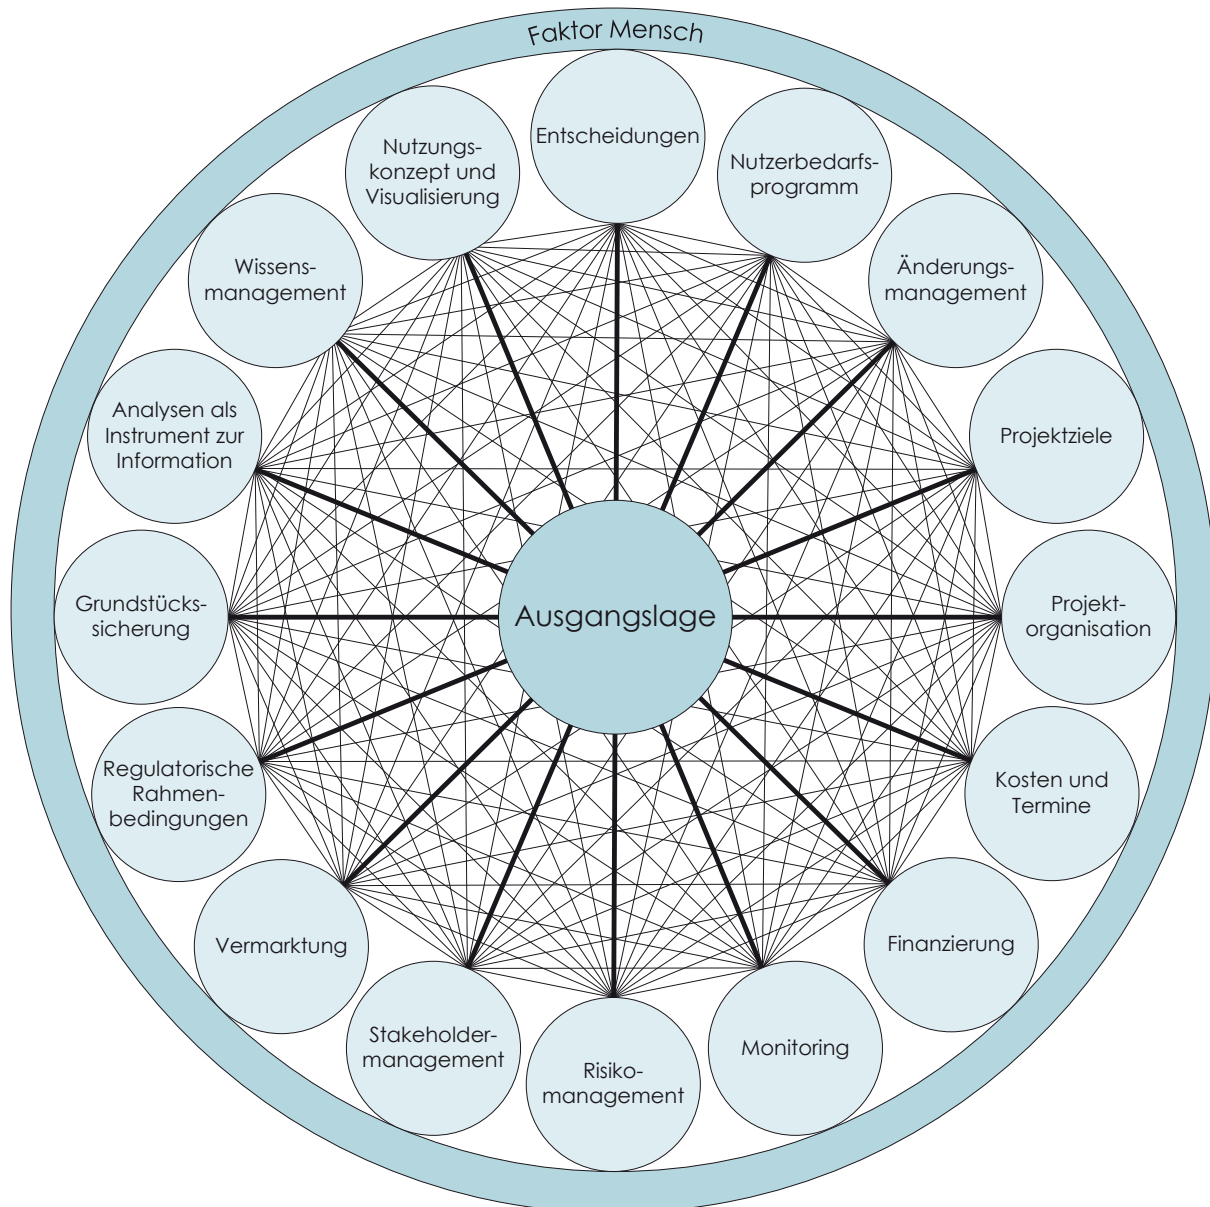 Faktor Mensch
Entscheidungen
Nutzerbedarfs-
programm
Änderungs-
management
Projektziele
Projekt-
organisation
Kosten und
Termine
Finanzierung
Monitoring
Risiko-
management
Stakeholder-
management
Vermarktung
Regulatorische
Rahmen-
bedingungen
Grundstücks-
sicherung
Analysen als
Instrument zur
Information
Wissens-
management
Nutzungs-
konzept und
Visualisierung
Ausgangslage